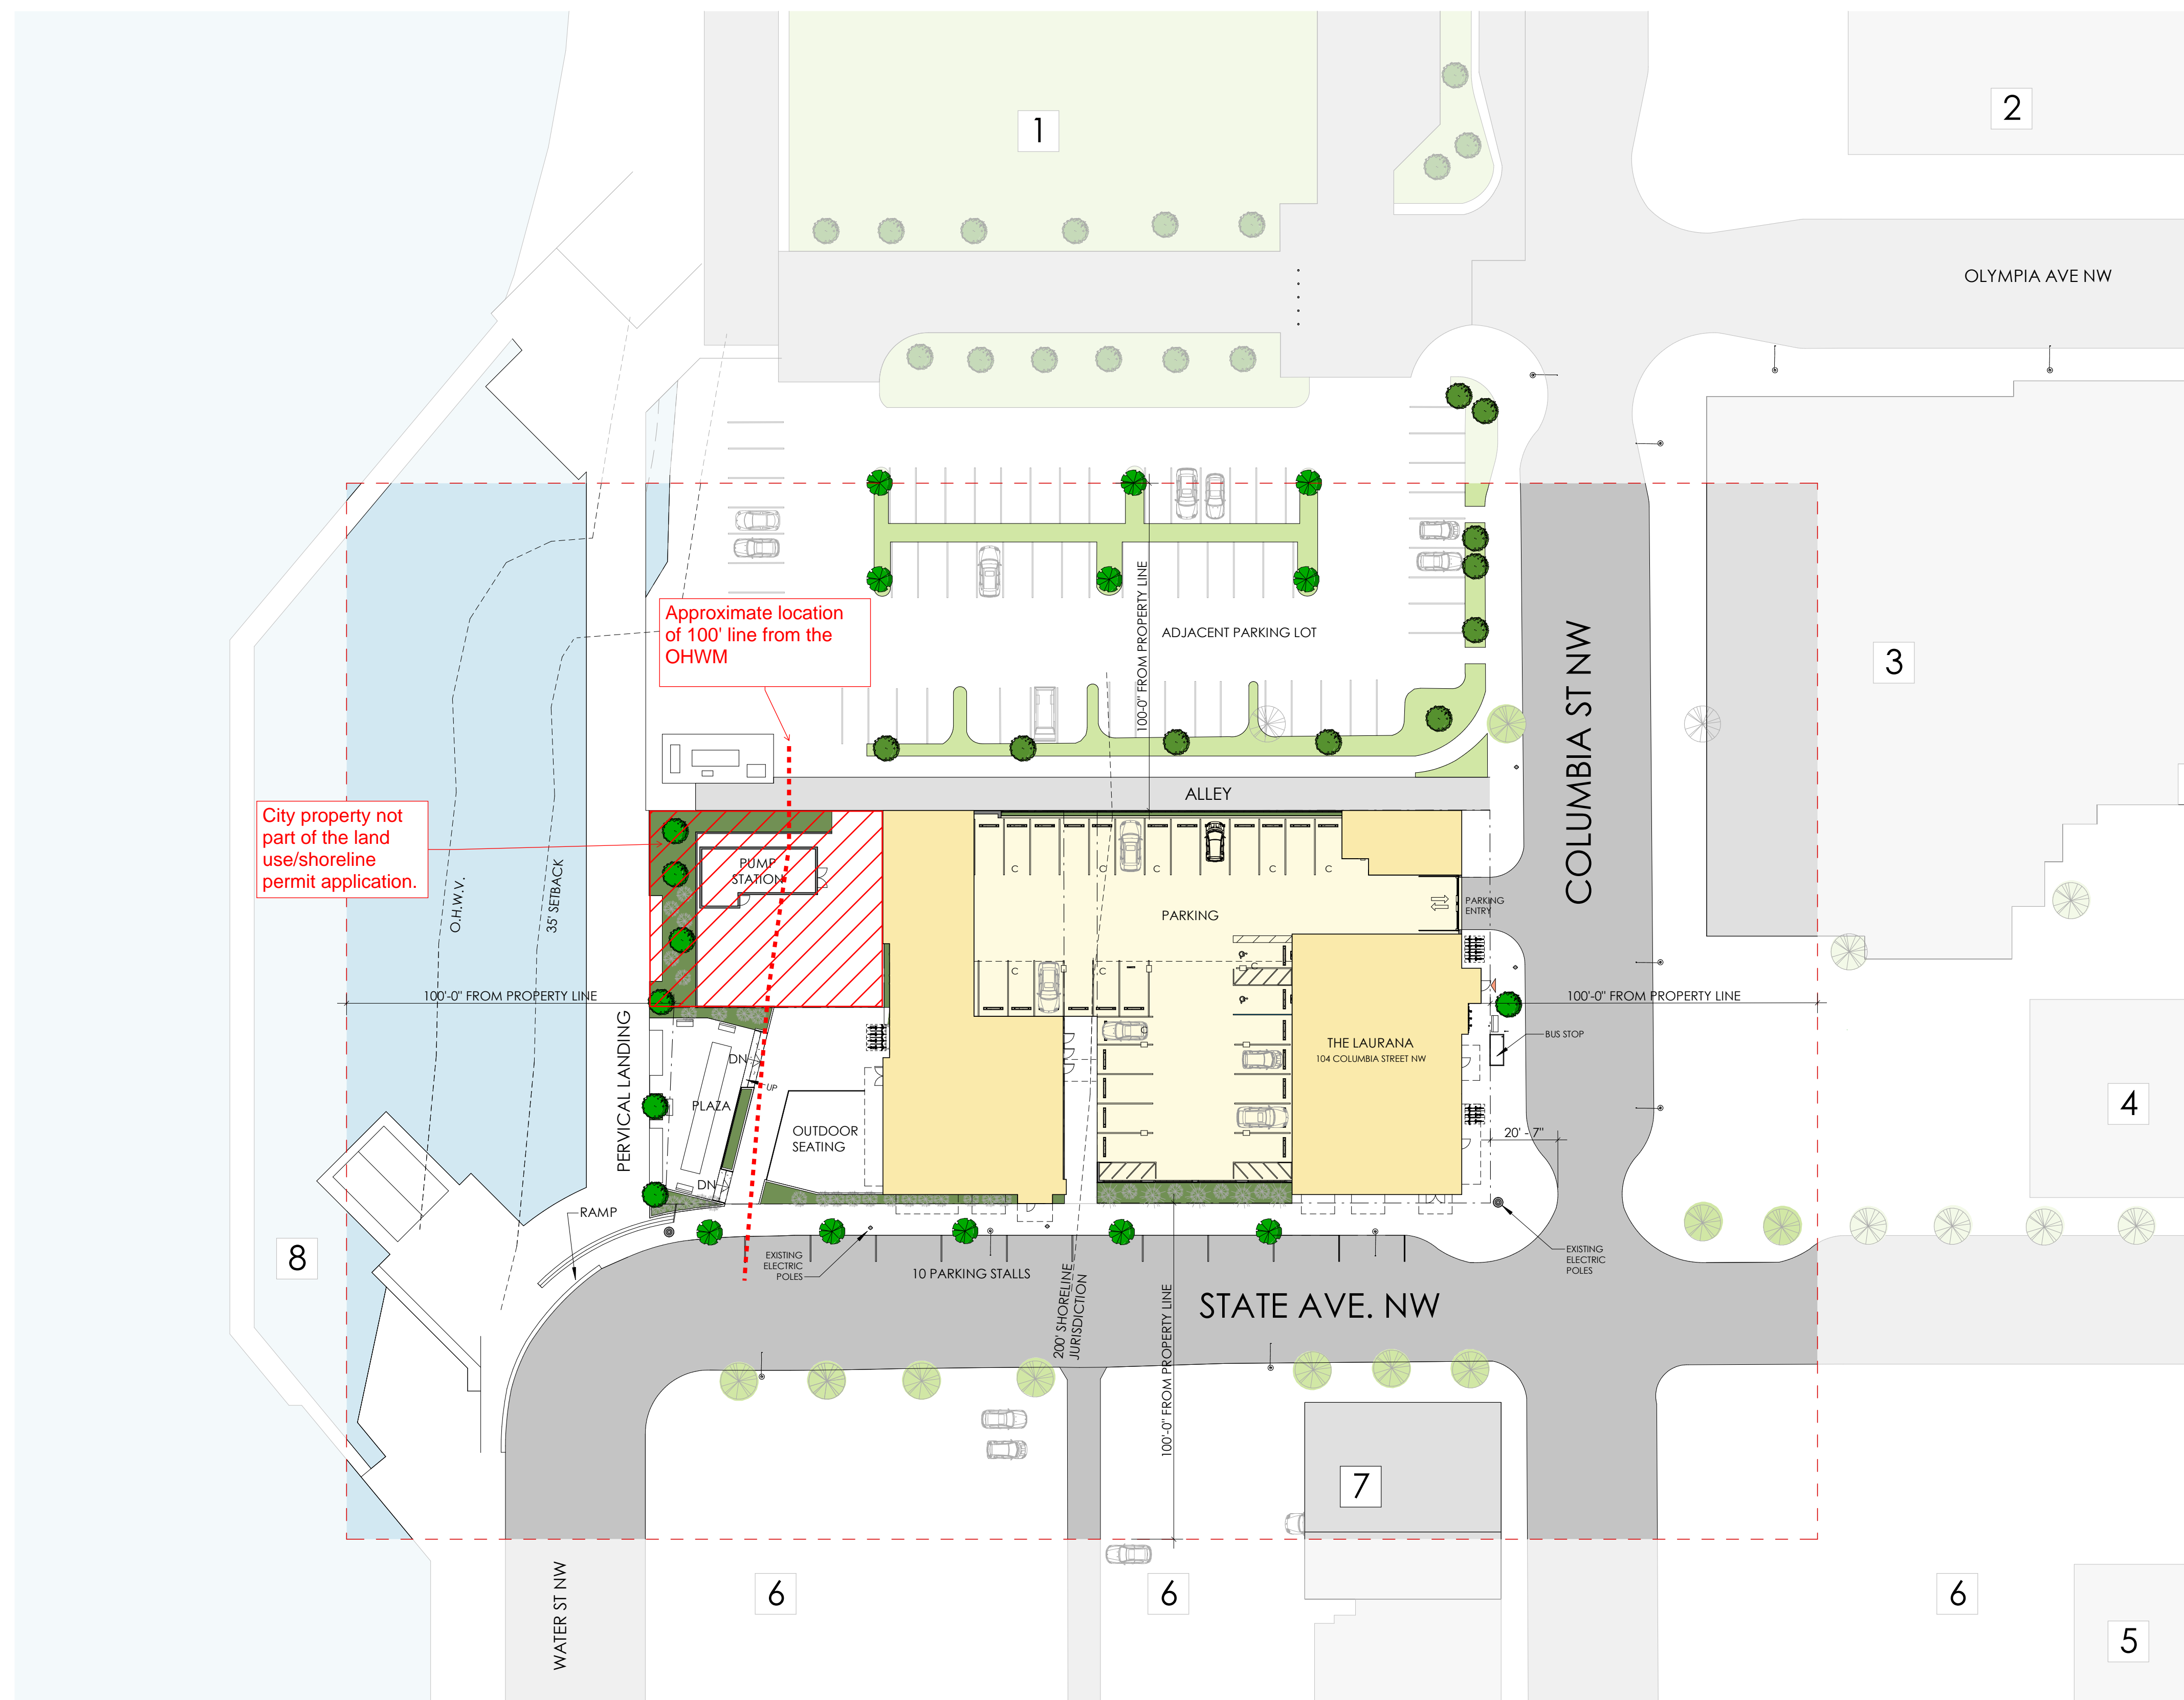 1
2
OLYMPIA AVE NW
Approximate location
of 100' line from the
OHWM
100'-0" FROM PROPERTY LINE
ADJACENT PARKING LOT
COLUMBIA ST NW
3
ALLEY
City property not
part of the land
use/shoreline
permit application.
O.H.W.V.
35' SETBACK
PUMP
STATION
C
C
C
C
C
PARKING
PARKING
ENTRY
C
C
C
100'-0" FROM PROPERTY LINE
100'-0" FROM PROPERTY LINE
PERVICAL LANDING
DN
UP
PLAZA
DN
OUTDOOR
SEATING
THE LAURANA
104 COLUMBIA STREET NW
BUS STOP
4
20' - 7"
RAMP
8
EXISTING
ELECTRIC
POLES
10 PARKING STALLS
EXISTING
ELECTRIC
POLES
200' SHORELINE
JURISDICTION
STATE AVE. NW
100'-0" FROM PROPERTY LINE
7
WATER ST NW
6
6
6
5